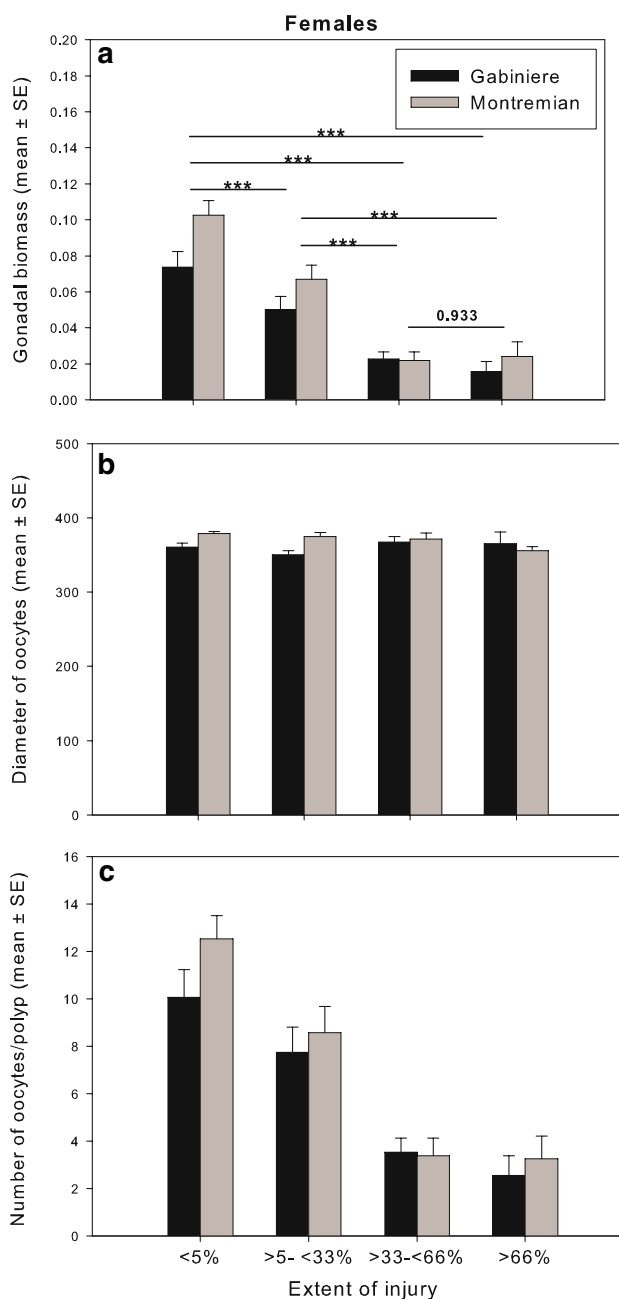 Females
a
Gonadal biomass (mean ± SE)
0.20
0.18
0.16
0.14
0.12
0.10
0.08
0.06
0.04
0.02
0.00
Gabiniere
Montremian
***
***
***
***
***
0.933
b
Diameter of oocytes (mean ± SE)
500
400
300
200
100
0
c
Number of oocytes/polyp (mean ± SE)
16
14
12
10
8
6
4
2
0
<5% >5- <33% >33-<66% >66%
Extent of injury